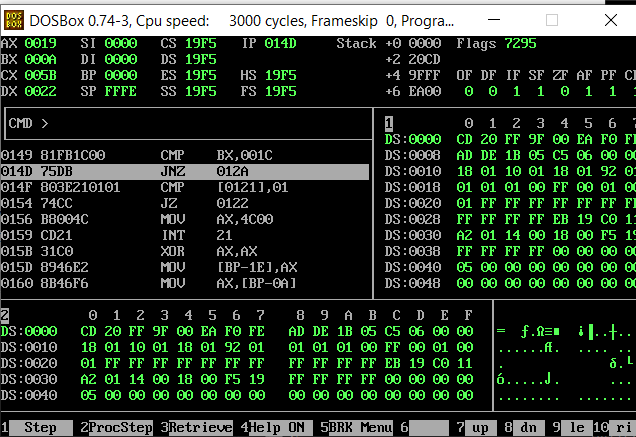 DOSBox 0.74-3, Cpu speed: 3000 cycles, Frameskip 0, Progra...
AX 0019 SI 0000 CS 19F5 IP 014D Stack +0 0000 Flags 7295
BX 000A DI 0000 DS 19F5 +2 20CD
CX 005B BP 0000 ES 19F5 HS 19F5 +4 9FFF OF DF IF SF ZF AF PF C
DX 0022 SP FFFE SS 19F5 FS 19F5 +6 EA00 0 0 1 1 0 1 1
CMD >
1 0 1 2 3 4 5 6 7
DS:0000 CD 20 FF 9F 00 EA F0 F
DS:0008 AD DE 1B 05 C5 06 00 0
DS:0010 18 01 10 01 18 01 92 0
DS:0018 01 01 01 00 FF 00 01 0
DS:0020 01 FF FF FF FF FF FF F
DS:0028 FF FF FF FF EB 19 C0 11
DS:0030 A2 01 14 00 18 00 F5 19
DS:0038 FF FF FF FF 00 00 00 0
DS:0040 05 00 00 00 00 00 00 0
DS:0048 00 00 00 00 00 00 00 0
0149 81FB1C00 CMP BX,001C
014D 75DB JNZ 012A
014F 803E210101 CMP [0121],01
0154 74CC JZ 0122
0156 B8004C MOV AX,4C00
0159 CD21 INT 21
015B 31C0 XOR AX,AX
015D 8946E2 MOV [BP-1E],AX
0160 8B46F6 MOV AX,[BP-0A]
2 0 1 2 3 4 5 6 7 8 9 A B C D E F
DS:0000 CD 20 FF 9F 00 EA F0 FE AD DE 1B 05 C5 06 00 00
DS:0010 18 01 10 01 18 01 92 01 01 01 01 00 FF 00 01 00
DS:0020 01 FF FF FF FF FF FF FF FF FF FF FF EB 19 C0 11
DS:0030 A2 01 14 00 18 00 F5 19 FF FF FF FF 00 00 00 00
DS:0040 05 00 00 00 00 00 00 00 00 00 00 00 00 00 00 00
1 Step 2ProcStep 3Retrieve 4Help ON 5BRK Menu 6 7 up 8 dn 9 le 10 ri